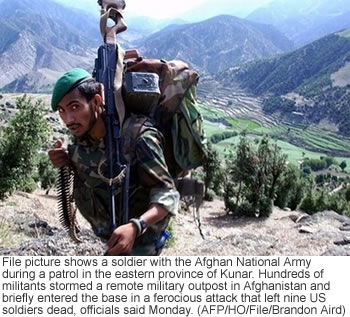 File picture shows a soldier with the Afghan National Army
during a patrol in the eastern province of Kunar. Hundreds of
militants stormed a remote military outpost in Afghanistan and
briefly entered the base in a ferocious attack that left nine US
soldiers dead, officials said Monday. (AFP/HO/File/Brandon Aird)